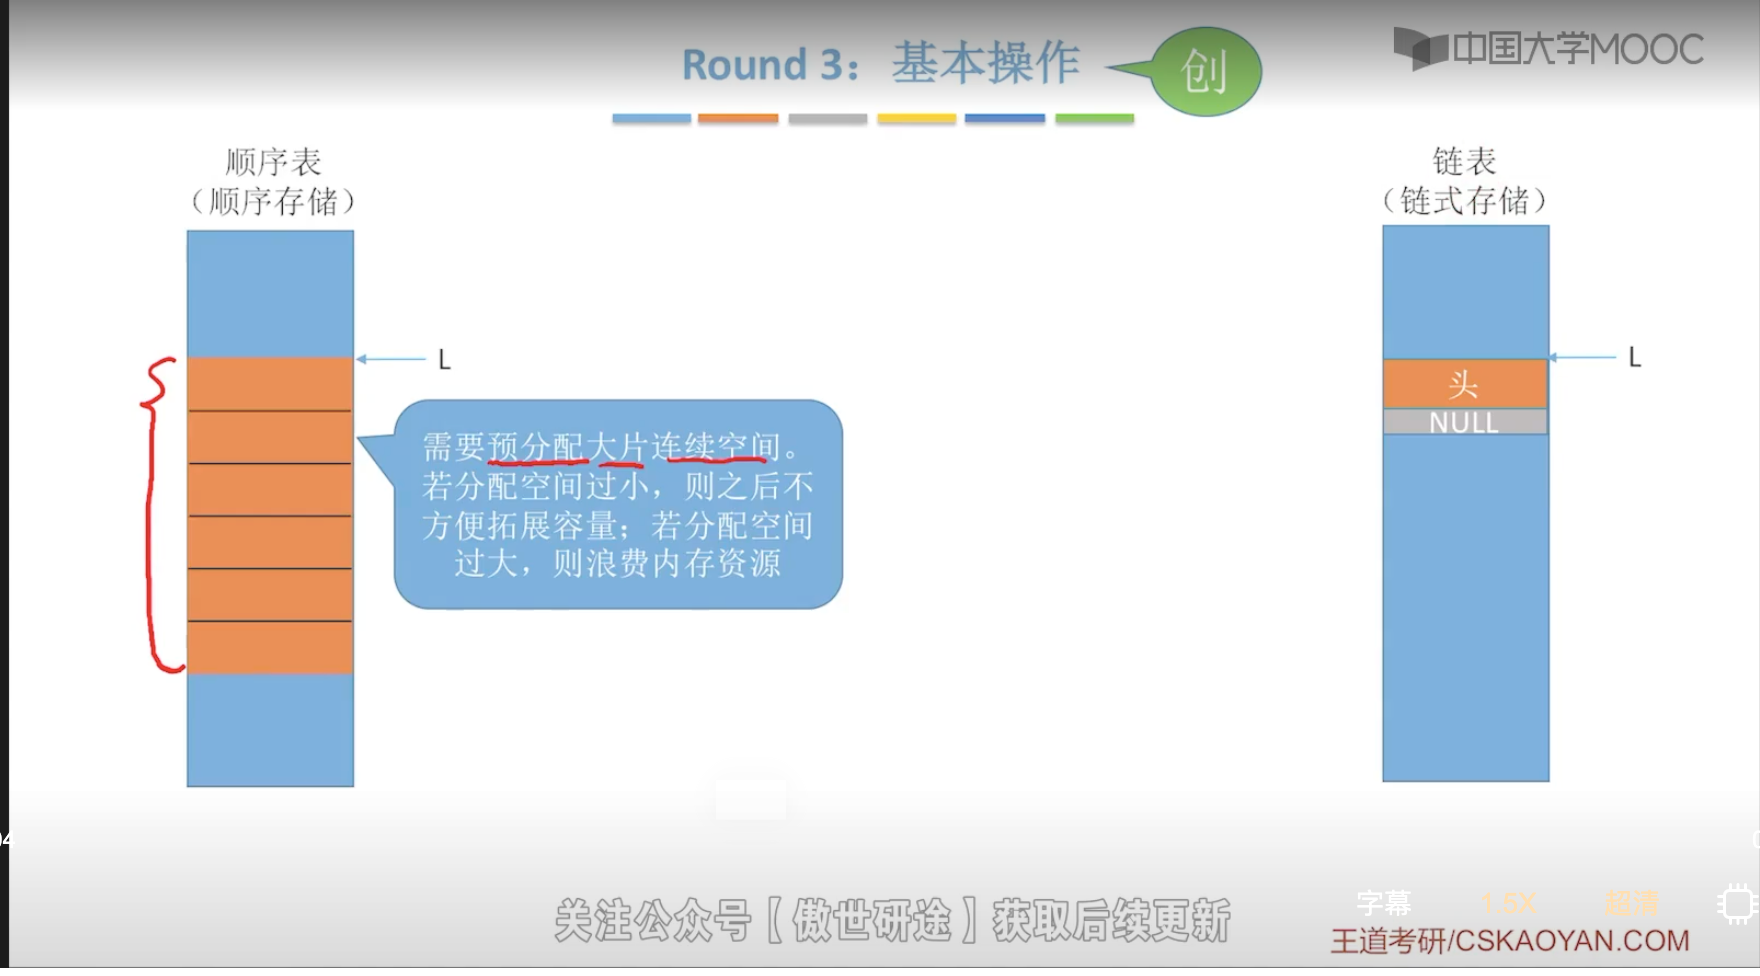 Round 3：基本操作
创
中国大学MOOC
顺序表
（顺序存储）
L
需要预分配大片连续空间。
若分配空间过小，则之后不
方便拓展容量；若分配空间
过大，则浪费内存资源
链表
（链式存储）
L
头
NULL
字幕
1.5X
超清
关注公众号【傲世研途】获取后续更新
王道考研/CSKAOYAN.COM